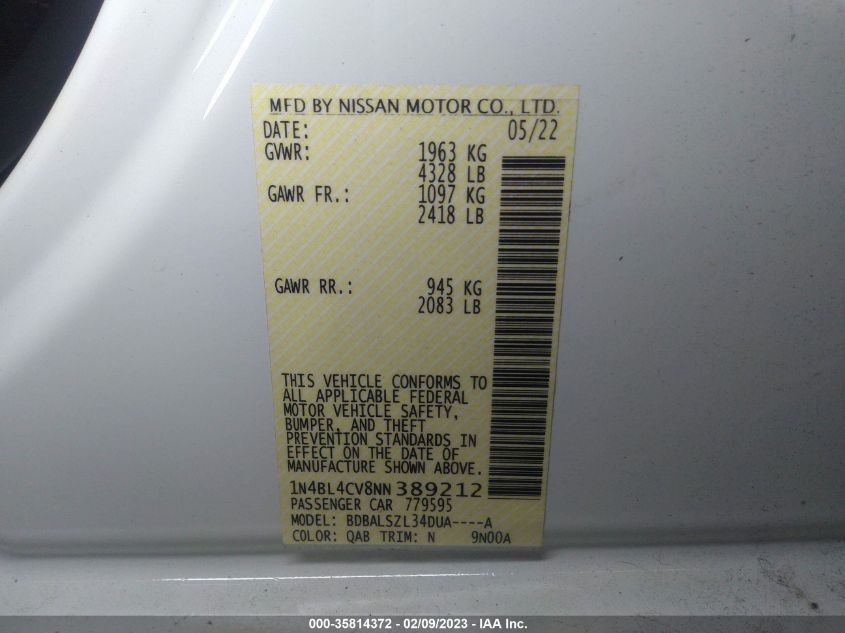 MFD BY NISSAN MOTOR CO., LTD.
DATE: 05/22
GVWR: 1963 KG
4328 LB
GAWR FR.: 1097 KG
2418 LB
GAWR RR.: 945 KG
2083 LB
THIS VEHICLE CONFORMS TO
ALL APPLICABLE FEDERAL
MOTOR VEHICLE SAFETY,
BUMPER, AND THEFT
PREVENTION STANDARDS IN
EFFECT ON THE DATE OF
MANUFACTURE SHOWN ABOVE.
1N4BL4CV8NN389212
PASSENGER CAR 779595
MODEL: BDBALSZL34DUA----A
COLOR: QAB TRIM: N 9N00A
000-35814372 - 02/09/2023 - IAA Inc.